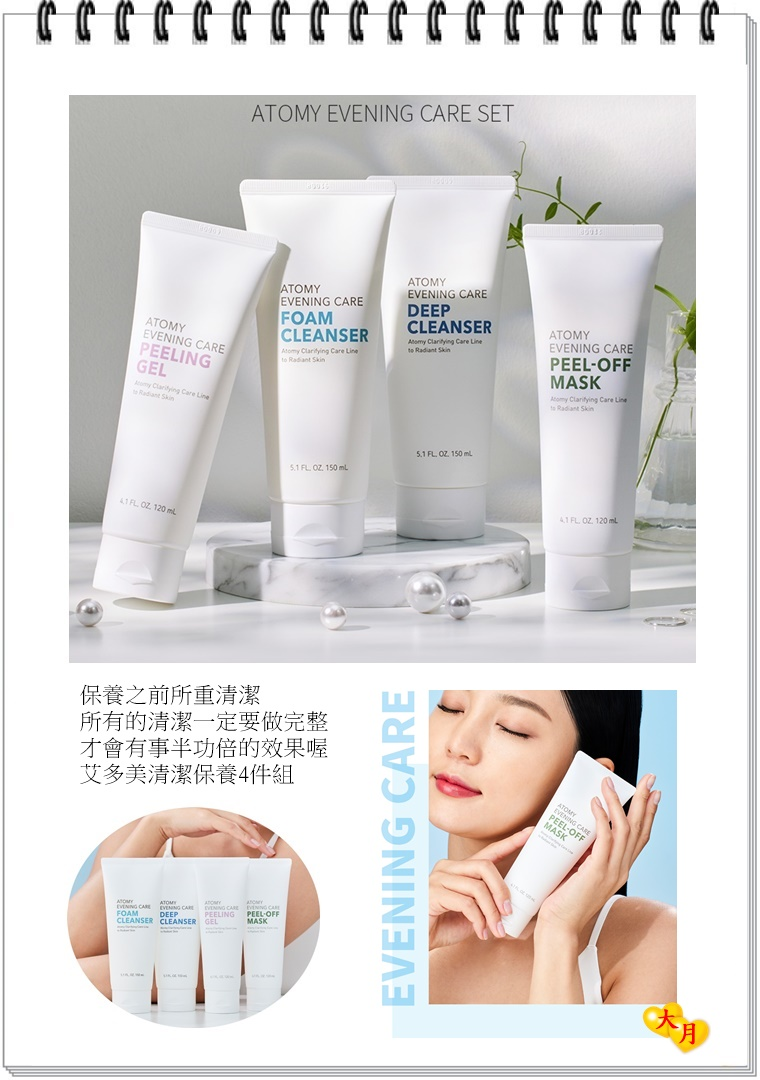 ATOMY EVENING CARE SET
ATOMY
EVENING CARE
PEELING
GEL
Atomy Clarifying Care Line
to Radiant Skin
4.1 FL. OZ. 120 mL
ATOMY
EVENING CARE
FOAM
CLEANSER
Atomy Clarifying Care Line
to Radiant Skin
5.1 FL. OZ. 150 mL
ATOMY
EVENING CARE
DEEP
CLEANSER
Atomy Clarifying Care Line
to Radiant Skin
5.1 FL. OZ. 150 mL
ATOMY
EVENING CARE
PEEL-OFF
MASK
Atomy Clarifying Care Line
to Radiant Skin
4.1 FL. OZ. 120 mL
保養之前所重清潔
所有的清潔一定要做完整
才會有事半功倍的效果喔
艾多美清潔保養4件組
EVENING CARE
ATOMY
EVENING CARE
PEEL-OFF
MASK
ATOMY
EVENING CARE
FOAM
CLEANSER
ATOMY
EVENING CARE
DEEP
CLEANSER
ATOMY
EVENING CARE
PEELING
GEL
ATOMY
EVENING CARE
PEEL-OFF
MASK
大月